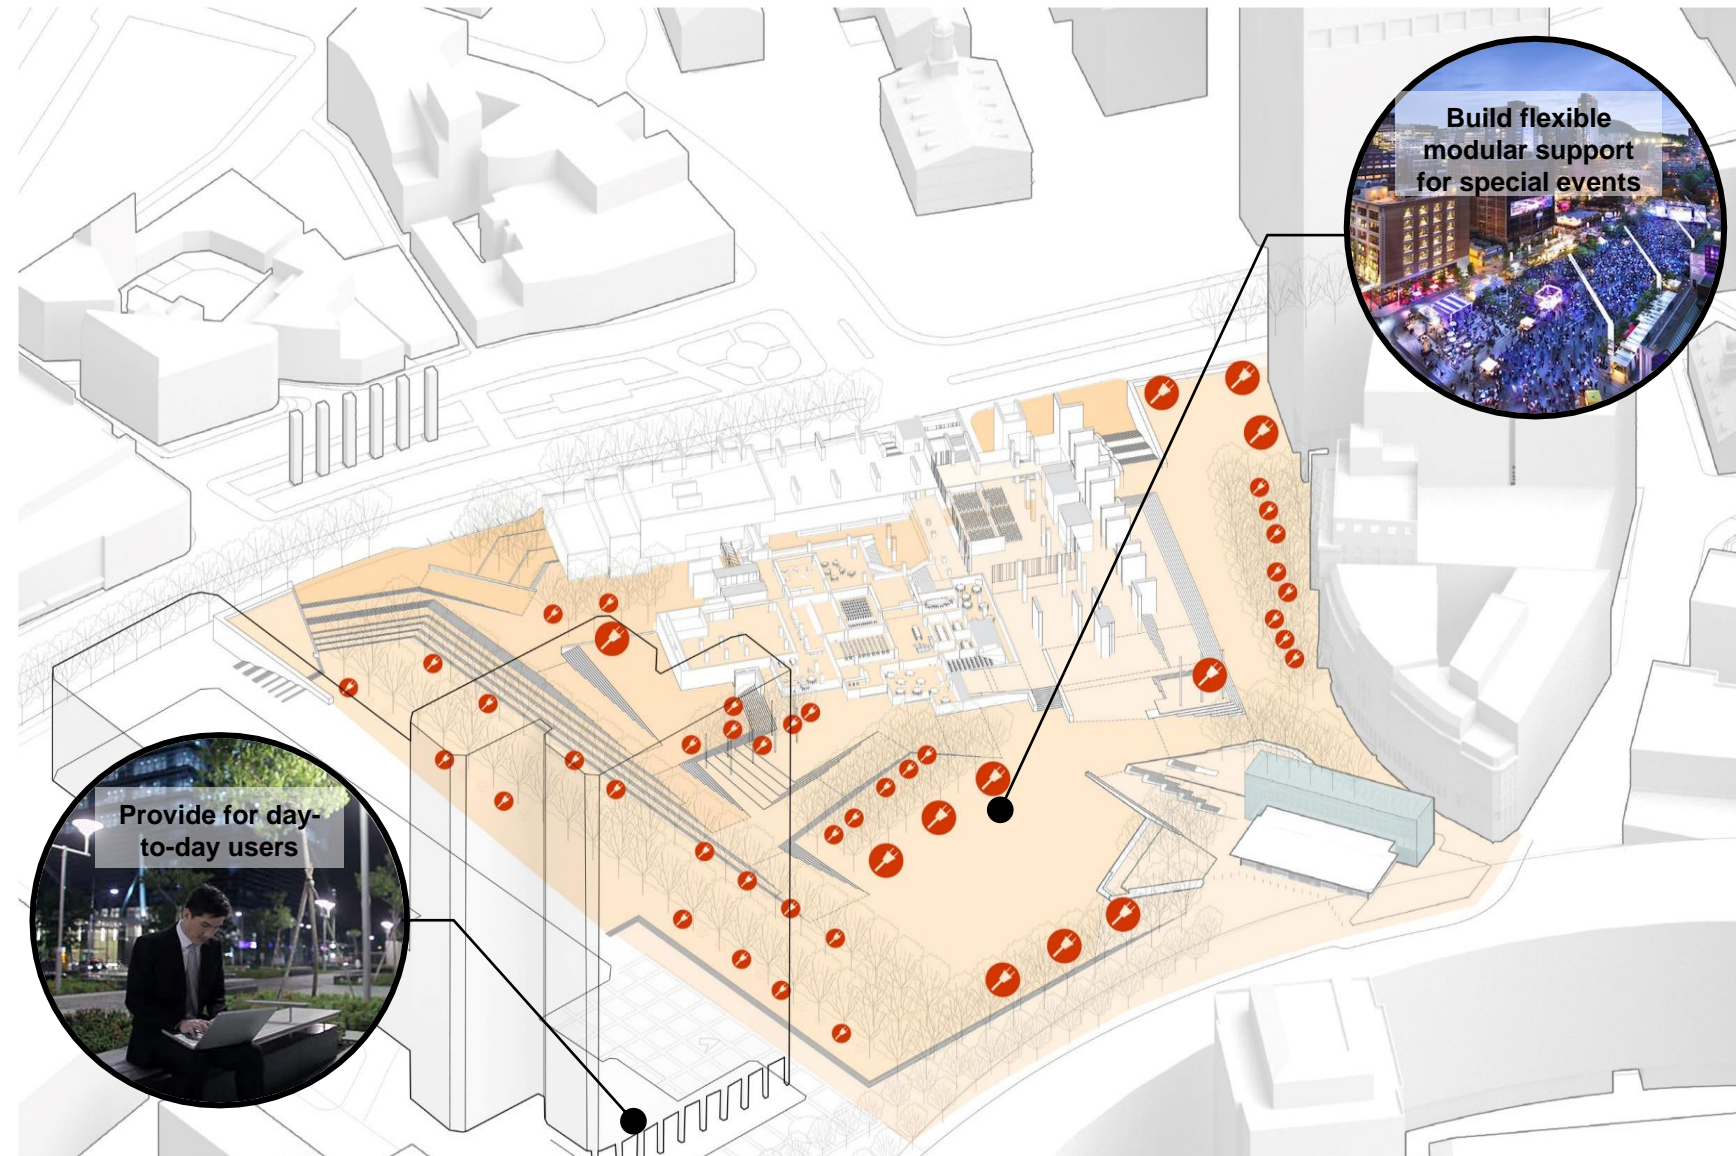 Build flexible
modular support
for special events
Provide for day-
to-day users